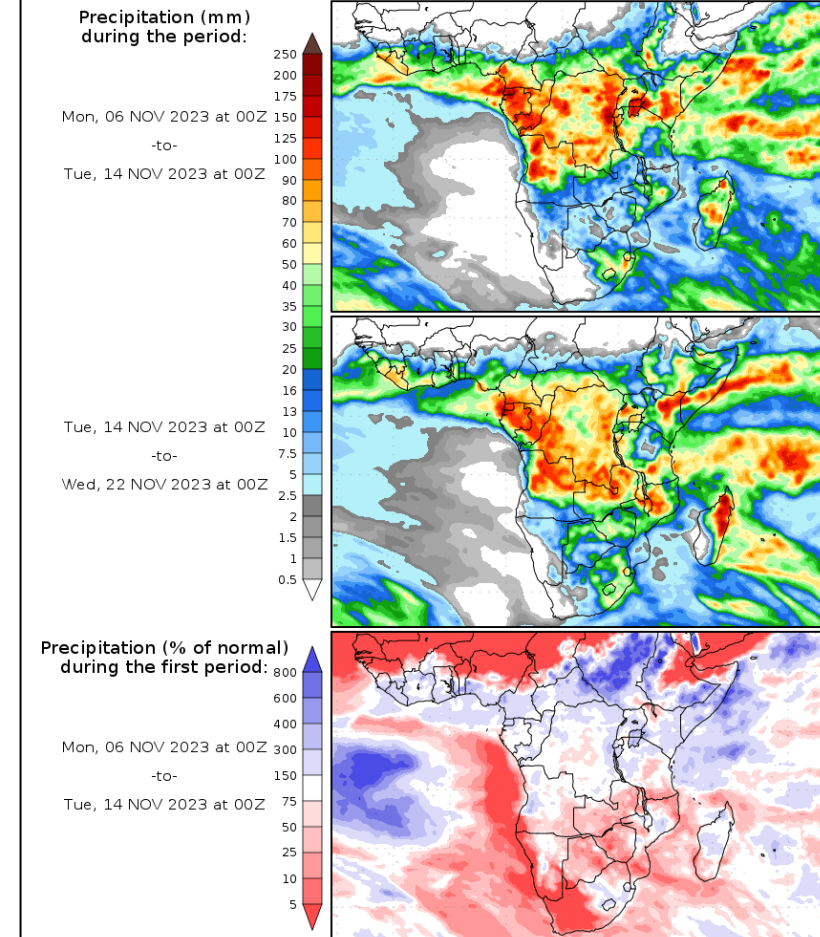 Precipitation (mm)
during the period:
250
200
175
150
125
100
90
80
70
60
50
40
35
30
25
20
16
13
10
7.5
5
2.5
2
1.5
1
0.5
Mon, 06 NOV 2023 at 00Z
-to-
Tue, 14 NOV 2023 at 00Z
Tue, 14 NOV 2023 at 00Z
-to-
Wed, 22 NOV 2023 at 00Z
Precipitation (% of normal)
during the first period:
800
600
400
300
150
75
50
25
10
5
Mon, 06 NOV 2023 at 00Z
-to-
Tue, 14 NOV 2023 at 00Z